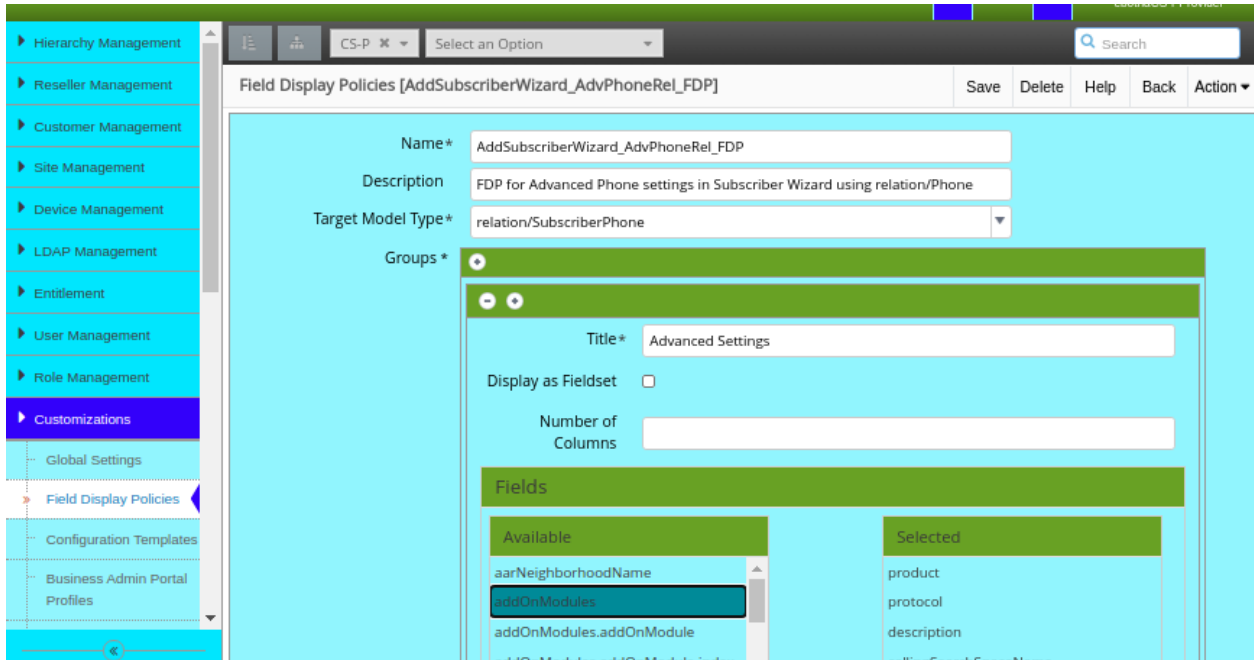 Hierarchy Management
Reseller Management
Customer Management
Site Management
Device Management
LDAP Management
Entitlement
User Management
Role Management
Customizations
Global Settings
Field Display Policies
Configuration Templates
Business Admin Portal
Profiles
CS-P
Select an Option
Search
Field Display Policies [AddSubscriberWizard_AdvPhoneRel_FDP]
Save Delete Help Back Action
Name* AddSubscriberWizard_AdvPhoneRel_FDP
Description FDP for Advanced Phone settings in Subscriber Wizard using relation/Phone
Target Model Type* relation/SubscriberPhone
Groups *
Title* Advanced Settings
Display as Fieldset
Number of
Columns
Fields
Available
aarNeighborhoodName
addOnModules
addOnModules.addOnModule
Selected
product
protocol
description